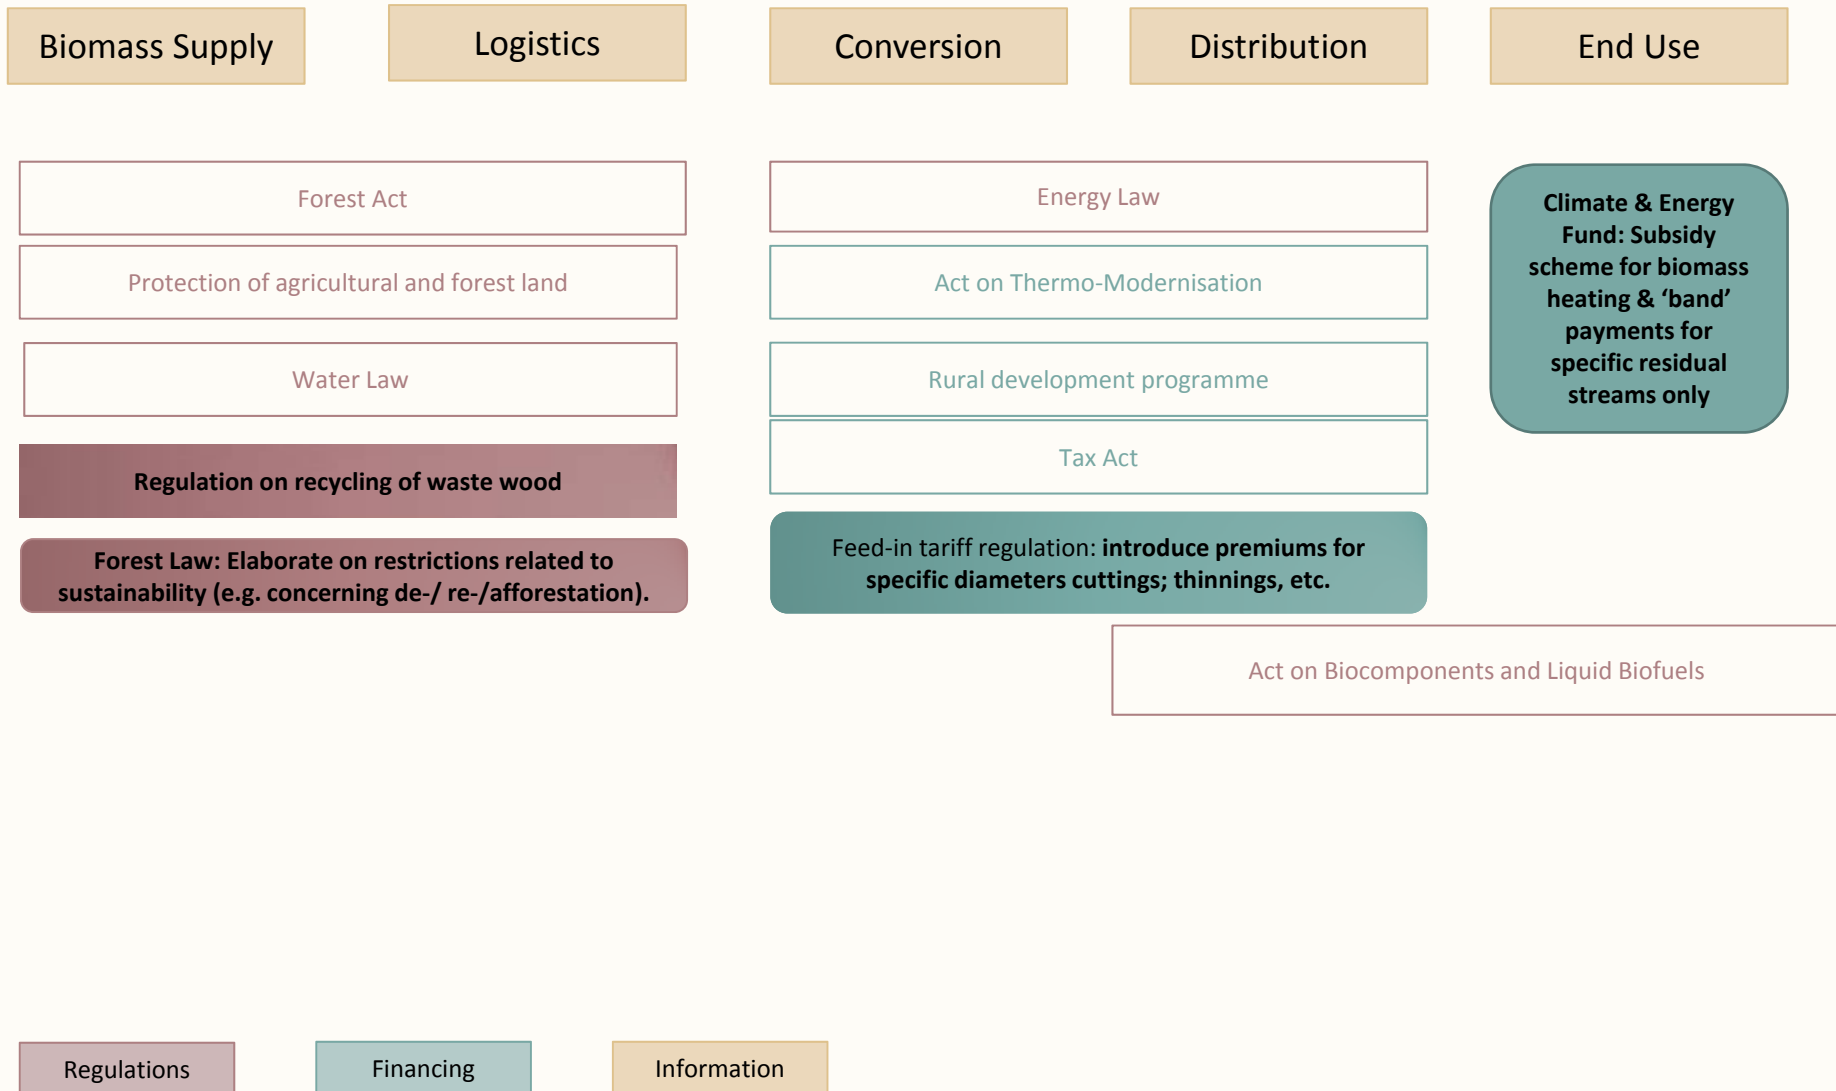 Biomass Supply
Logistics
Conversion
Distribution
End Use
Forest Act
Protection of agricultural and forest land
Water Law
Regulation on recycling of waste wood
Forest Law: Elaborate on restrictions related to
sustainability (e.g. concerning de-/ re-/afforestation).
Energy Law
Act on Thermo-Modernisation
Rural development programme
Tax Act
Feed-in tariff regulation: introduce premiums for
specific diameters cuttings; thinnings, etc.
Climate & Energy
Fund: Subsidy
scheme for biomass
heating & ‘band’
payments for
specific residual
streams only
Act on Biocomponents and Liquid Biofuels
Regulations
Financing
Information